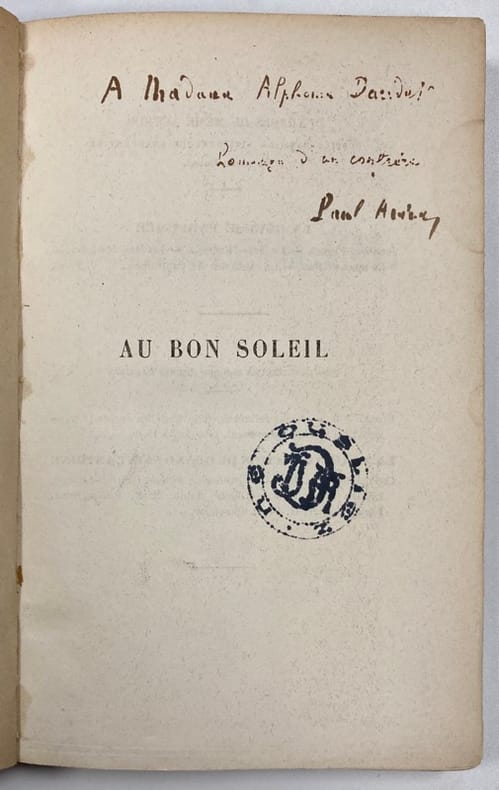 A Madame Alphonse Daudet
Hommage d'un confrère
Paul Arène
AU BON SOLEIL